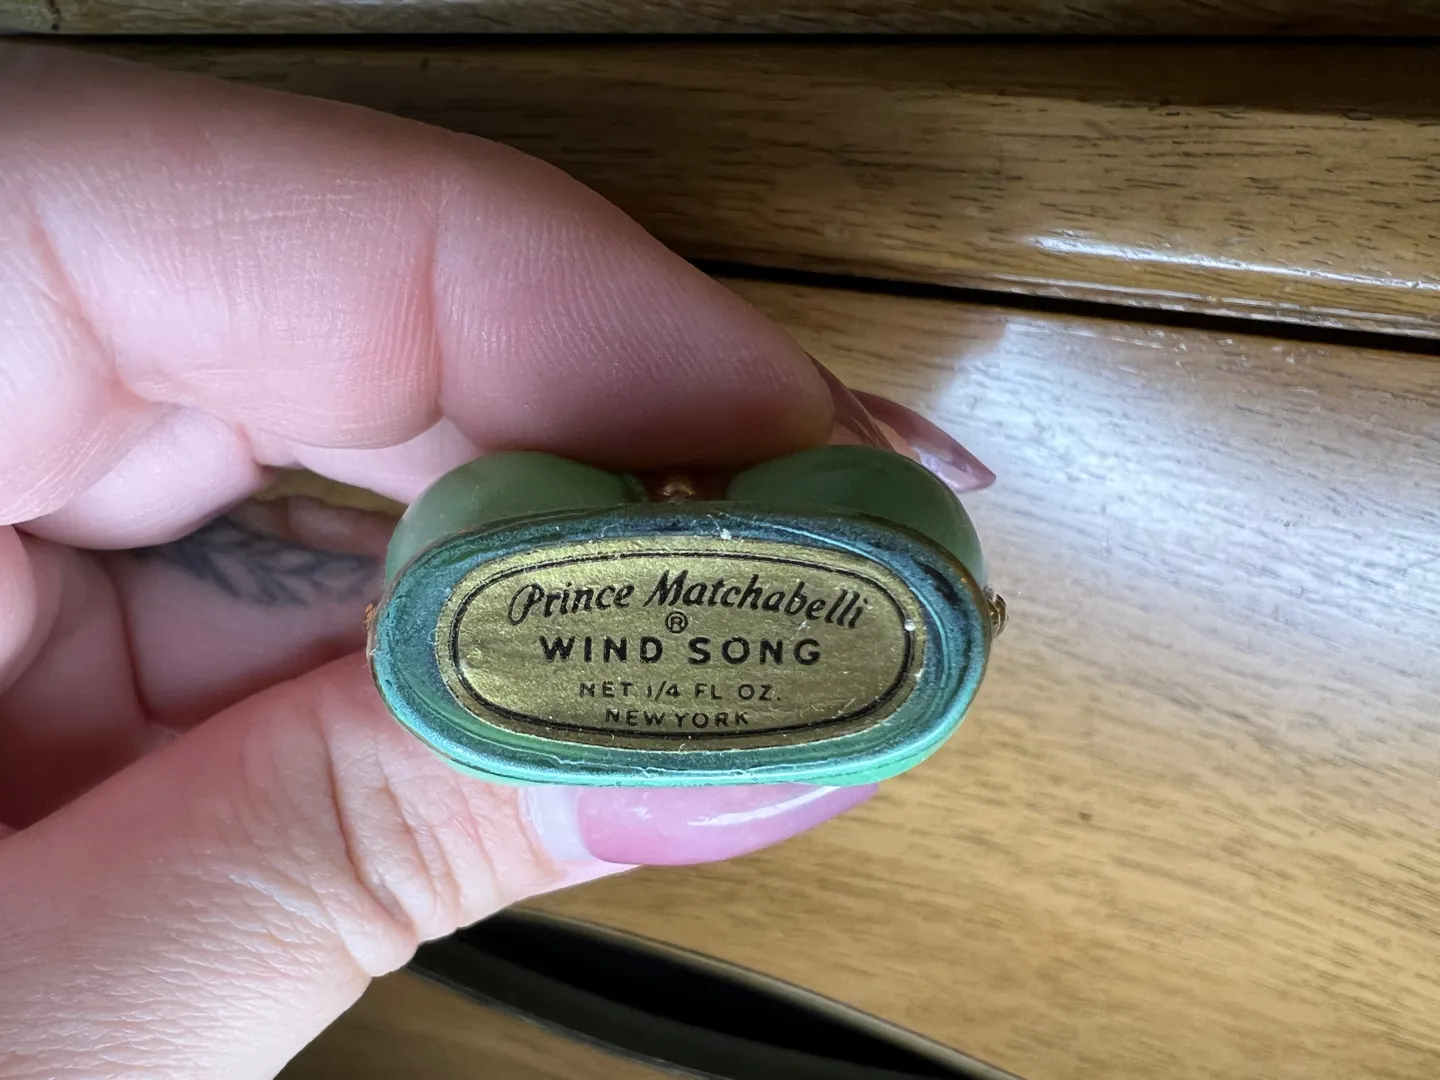 Prince Matchabelli
®
WIND SONG
NET 1/4 FL OZ.
NEW YORK